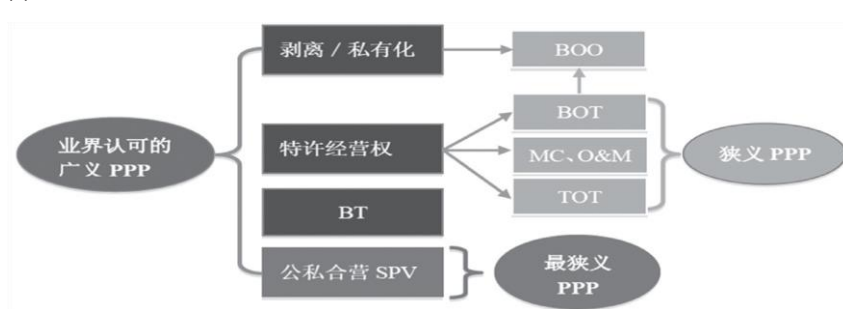 剥离 / 私有化
BOO
BOT
业界认可的
广义 PPP
特许经营权
MC、O&M
狭义 PPP
TOT
BT
公私合营 SPV
最狭义
PPP